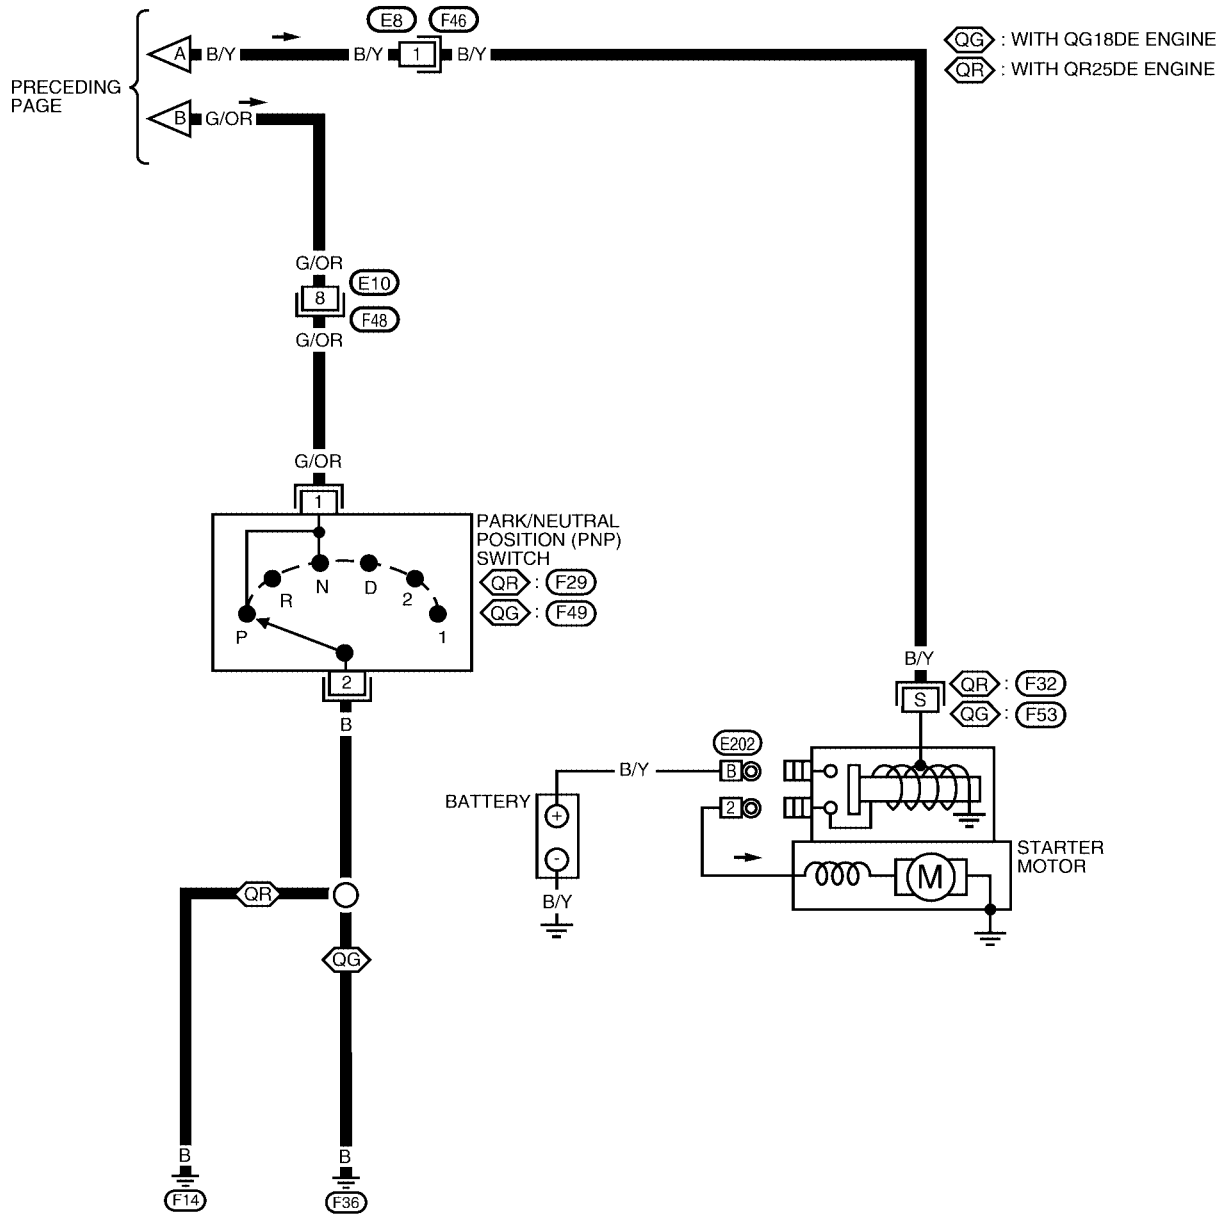 E8 F46
A B/Y B/Y 1 B/Y
QG : WITH QG18DE ENGINE
QR : WITH QR25DE ENGINE
PRECEDING
PAGE
B G/OR
G/OR
E10
8
F48
G/OR
G/OR
1
PARK/NEUTRAL
POSITION (PNP)
SWITCH
QR : F29
QG : F49
P R N D 2 1
2
B
B/Y
S
QR : F32
QG : F53
E202
B/Y B
2
BATTERY
+
-
B/Y
STARTER
MOTOR
M
QR
QG
B B
F14 F36